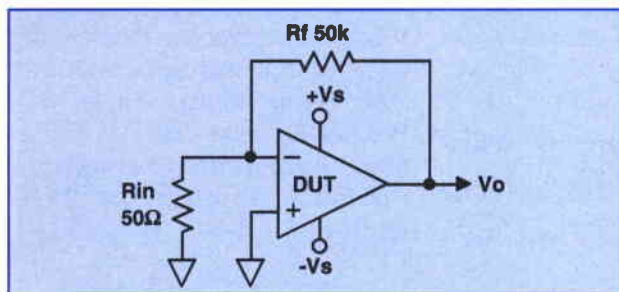 Rf 50k
+Vs
−
DUT
Vo
Rin
50Ω
+
-Vs